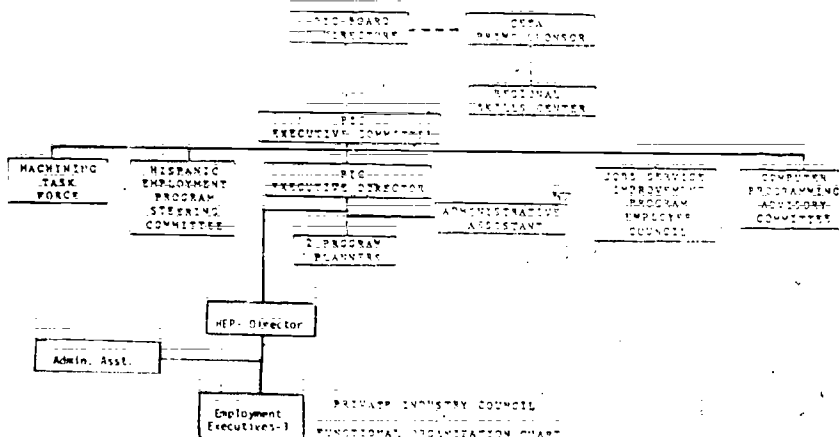 PIC BOARD
DIRECTORS
CETA
PRIME SPONSOR
REGIONAL
SKILLS CENTER
PIC
EXECUTIVE COMMITTEE
MACHINING
TASK
FORCE
HISPANIC
EMPLOYMENT
PROGRAM
STEERING
COMMITTEE
PIC
EXECUTIVE DIRECTOR
JOBS SERVICE
IMPROVEMENT
PROGRAM
EMPLOYER
COUNCIL
COMPUTER
PROGRAMMING
ADVISORY
COMMITTEE
ADMINISTRATIVE
ASSISTANT
2 PROGRAM
PLANNERS
HEP- Director
Admin. Asst.
Employment
Executives-3
PRIVATE INDUSTRY COUNCIL
FUNCTIONAL ORGANIZATION CHART